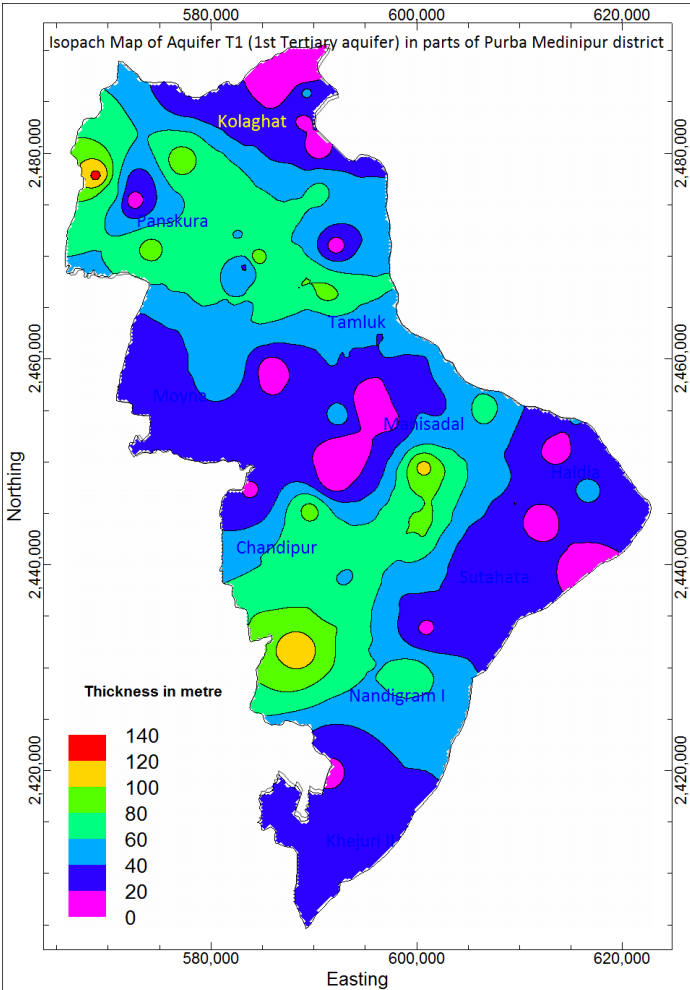 580,000 600,000 620,000
Isopach Map of Aquifer T1 (1st Tertiary aquifer) in parts of Purba Medinipur district
Kolaghat
2,480,000 2,480,000
Panskura
Tamluk
2,460,000 2,460,000
Moyna
Mahisadal
Haldia
Northing
Chandipur
2,440,000 2,440,000
Sutahata
Thickness in metre
Nandigram I
140
120
2,420,000 2,420,000
100
80
60
Khejuri II
40
20
0
580,000 600,000 620,000
Easting